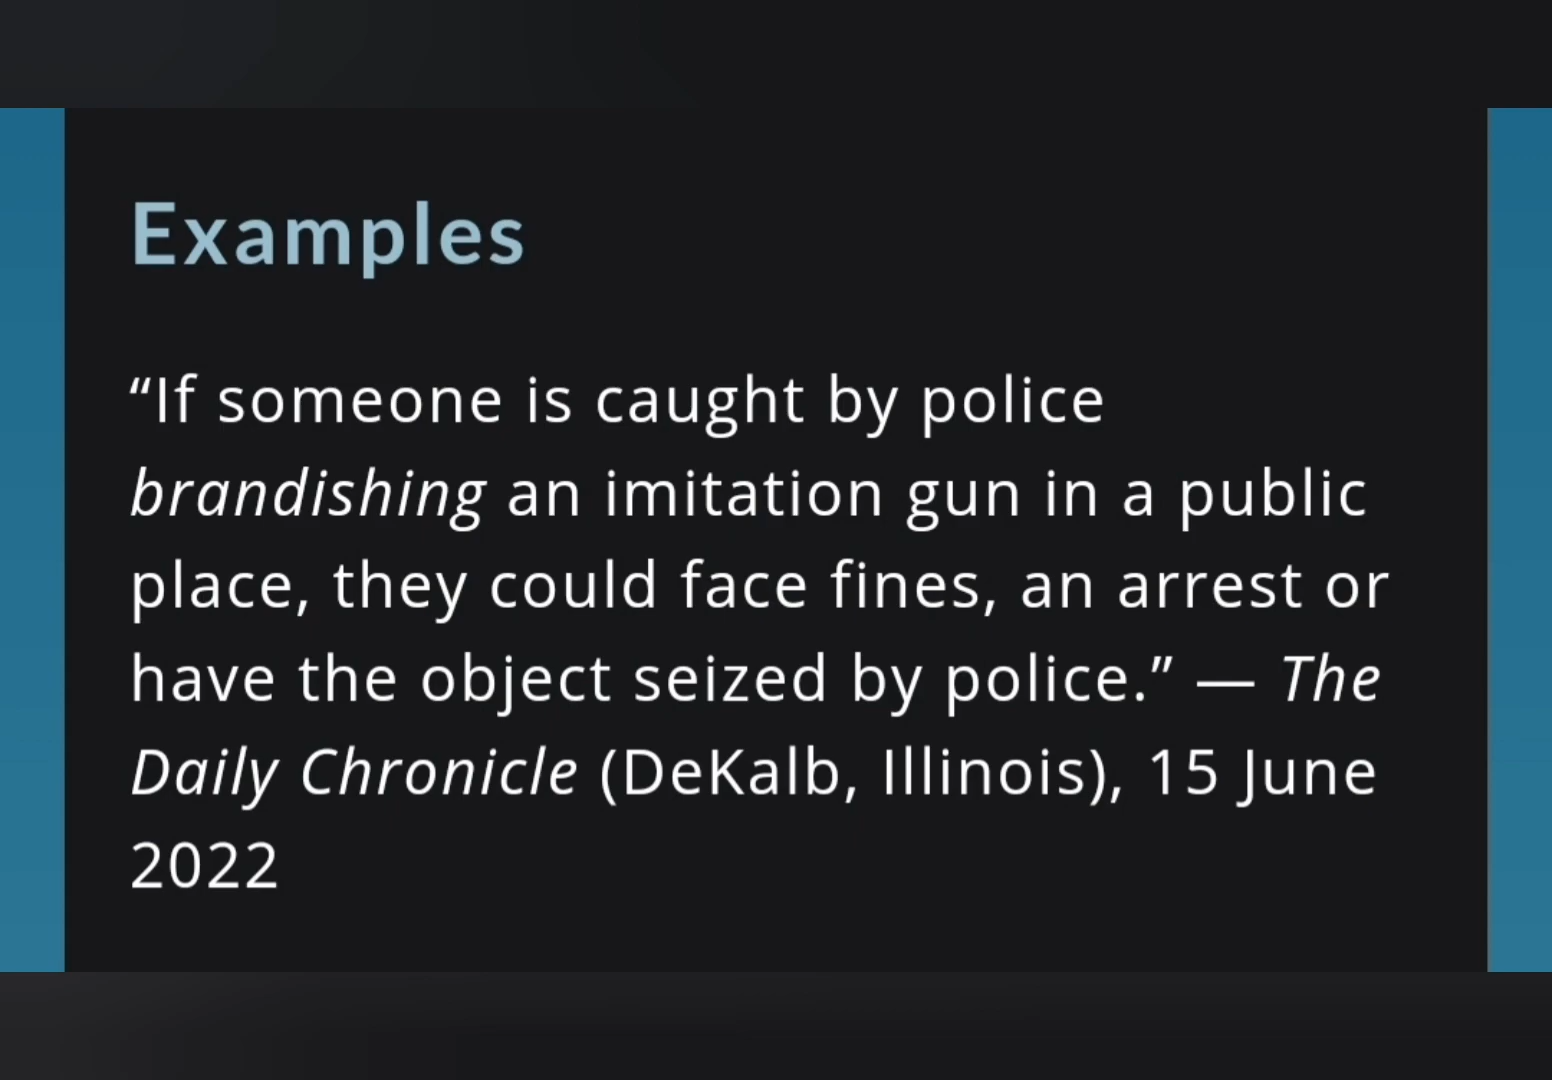 Examples
“If someone is caught by police
brandishing an imitation gun in a public
place, they could face fines, an arrest or
have the object seized by police.” — The
Daily Chronicle (DeKalb, Illinois), 15 June
2022